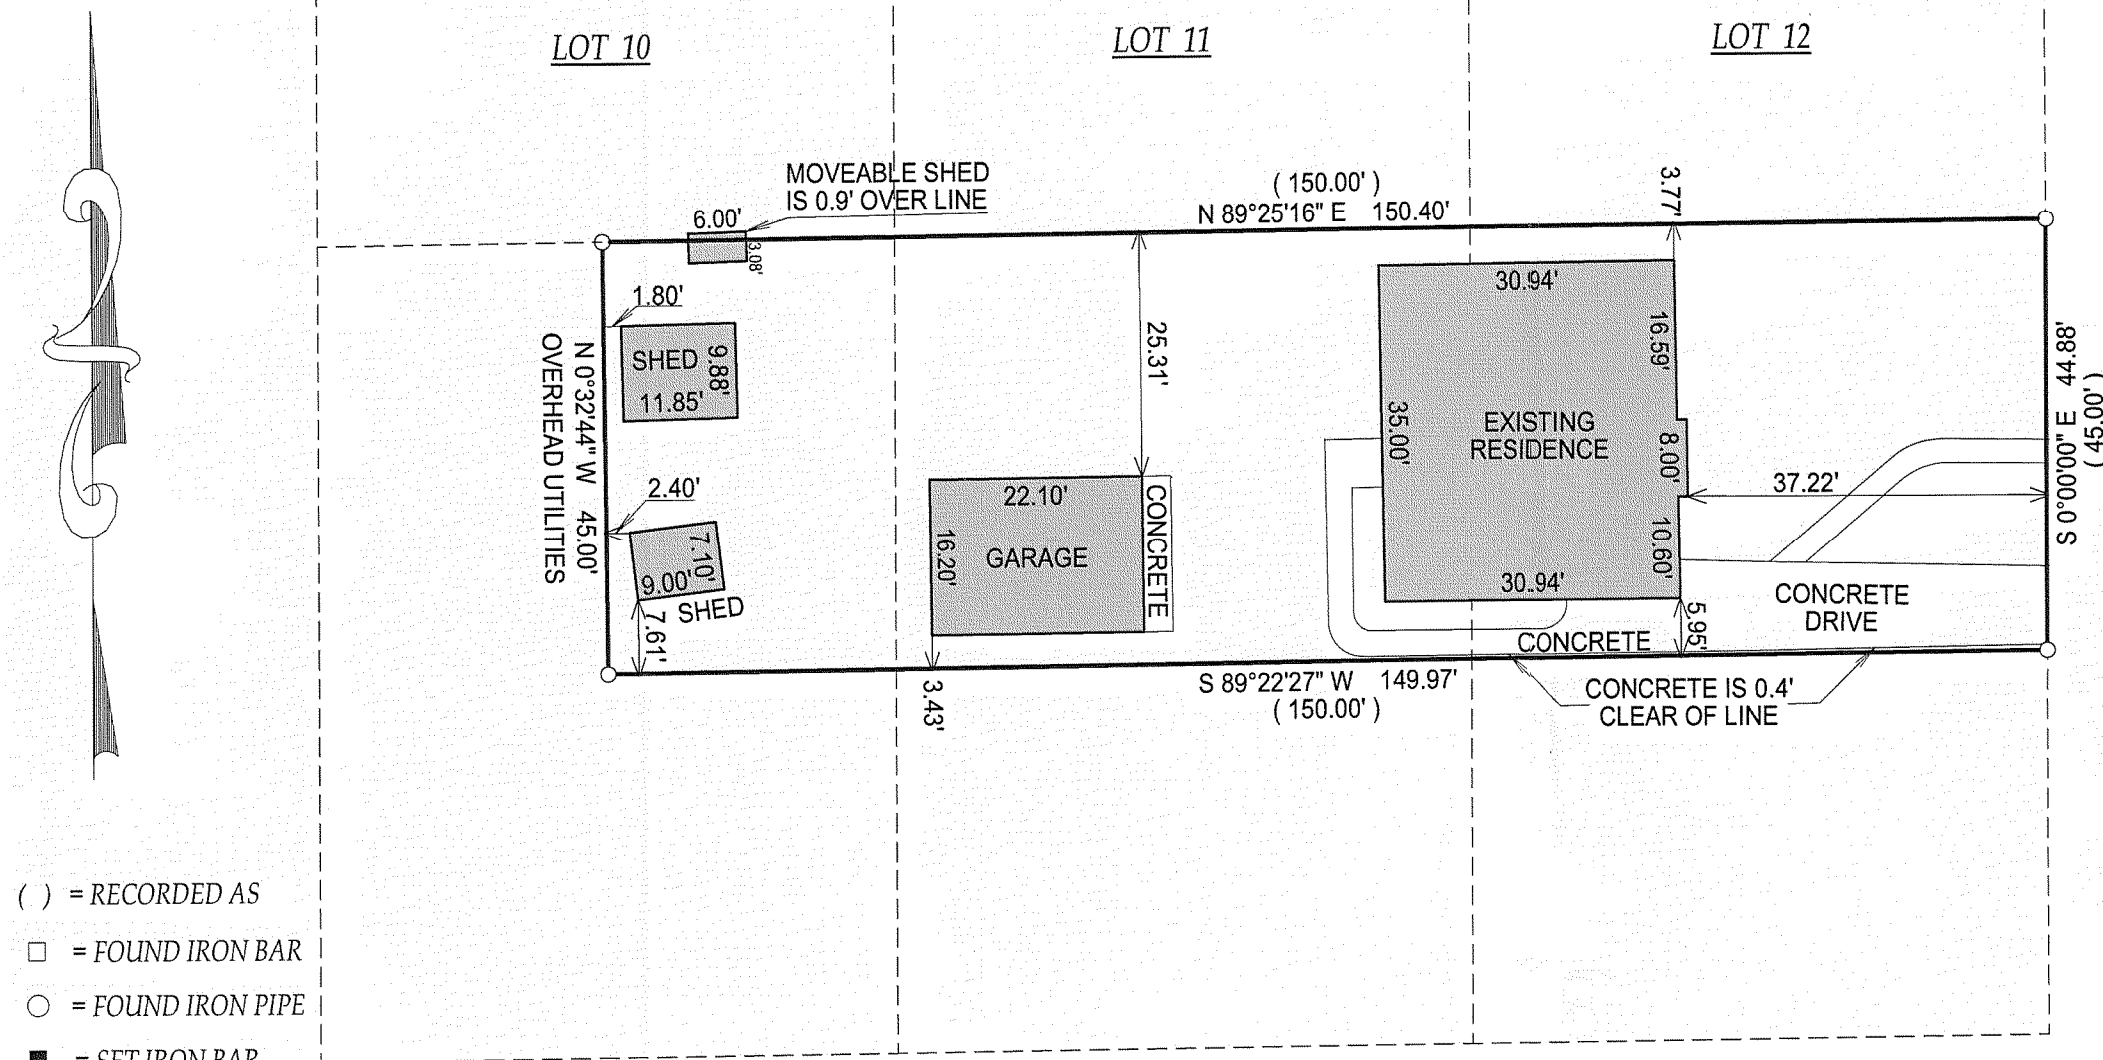 LOT 10
LOT 11
LOT 12
MOVEABLE SHED
IS 0.9' OVER LINE
6.00'
3.08'
( 150.00' )
N 89°25'16" E 150.40'
3.77'
1.80'
SHED
9.88'
11.85'
N 0°32'44" W 45.00'
OVERHEAD UTILITIES
2.40'
7.10'
9.00'
SHED
7.61'
25.31'
22.10'
16.20'
GARAGE
CONCRETE
3.43'
30.94'
16.59'
35.00'
EXISTING
RESIDENCE
8.00'
10.60'
30.94'
37.22'
S 0°00'00" E 44.88'
( 45.00' )
CONCRETE
DRIVE
5.95'
CONCRETE
S 89°22'27" W 149.97'
( 150.00' )
CONCRETE IS 0.4'
CLEAR OF LINE
( ) = RECORDED AS
= FOUND IRON BAR
= FOUND IRON PIPE
= SET IRON BAR